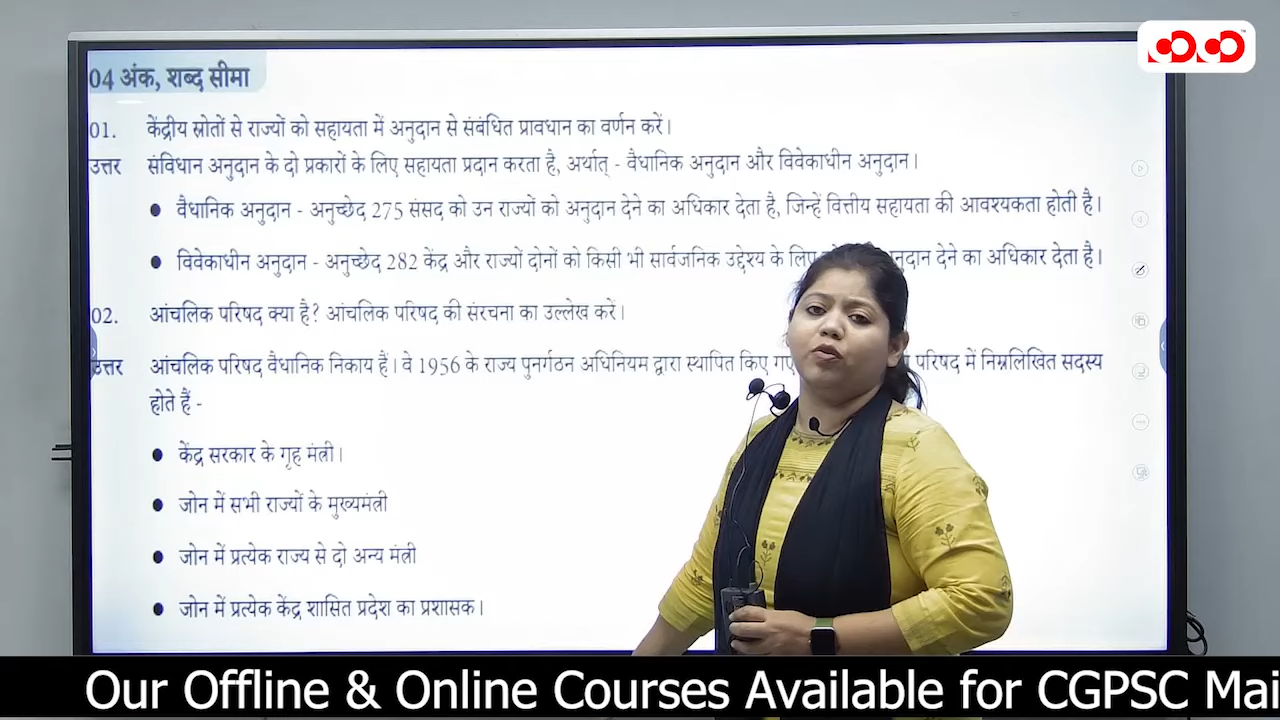 04 अंक, शब्द सीमा
01. केंद्रीय स्रोतों से राज्यों को सहायता में अनुदान से संबंधित प्रावधान का वर्णन करें।
उत्तर संविधान अनुदान के दो प्रकारों के लिए सहायता प्रदान करता है, अर्थात् - वैधानिक अनुदान और विवेकाधीन अनुदान।
● वैधानिक अनुदान - अनुच्छेद 275 संसद को उन राज्यों को अनुदान देने का अधिकार देता है, जिन्हें वित्तीय सहायता की आवश्यकता होती है।
● विवेकाधीन अनुदान - अनुच्छेद 282 केंद्र और राज्यों दोनों को किसी भी सार्वजनिक उद्देश्य के लिए अनुदान देने का अधिकार देता है।
02. आंचलिक परिषद क्या है? आंचलिक परिषद की संरचना का उल्लेख करें।
उत्तर आंचलिक परिषद वैधानिक निकाय हैं। वे 1956 के राज्य पुनर्गठन अधिनियम द्वारा स्थापित किए परिषद में निम्नलिखित सदस्य
होते हैं -
● केंद्र सरकार के गृह मंत्री।
● जोन में सभी राज्यों के मुख्यमंत्री
● जोन में प्रत्येक राज्य से दो अन्य मंत्री
● जोन में प्रत्येक केंद्र शासित प्रदेश का प्रशासक।
Our Offline & Online Courses Available for CGPSC Mai